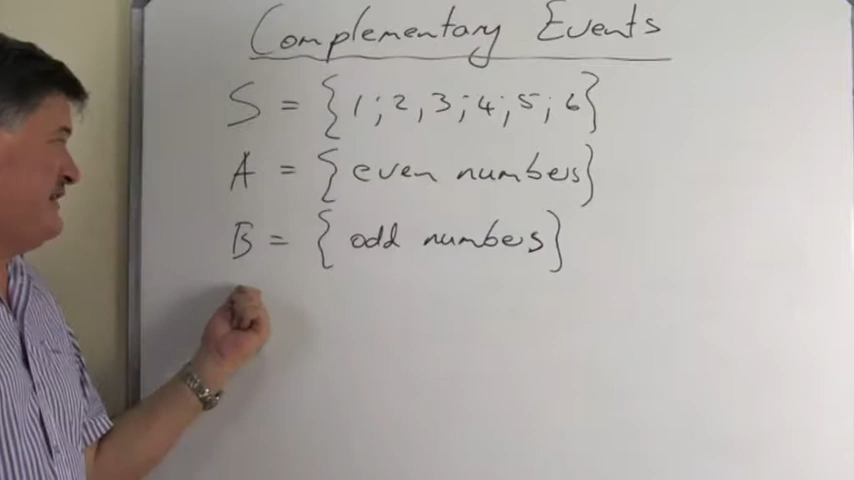 Complementary Events
S = {1;2,3;4;5;6}
A = {even numbers}
B = {odd numbers}